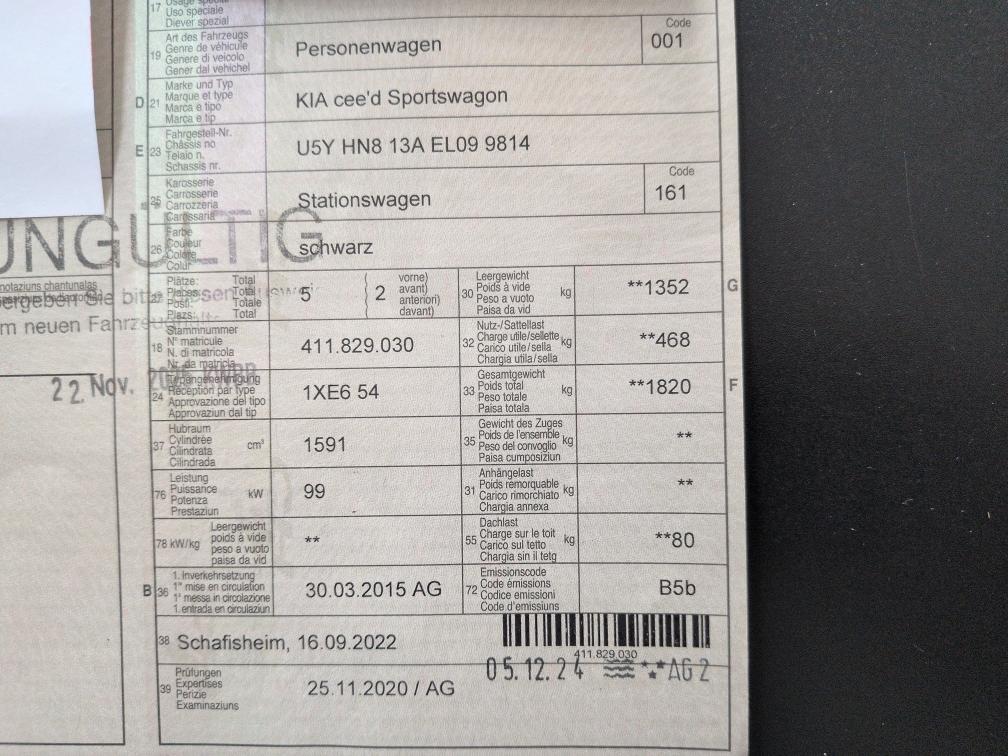 17
Uso speciale
Diever spezial
19 Art des Fahrzeugs
Genre de véhicule
Genere di veicolo
Gener dal vehichel
Personenwagen
Code
001
D 21 Marke und Typ
Marque et type
Marca e tipo
Marca e tip
KIA cee'd Sportswagon
E 23 Fahrgestell-Nr.
Châssis no
Telaio n.
Schassis nr.
U5Y HN8 13A EL09 9814
25 Karosserie
Carrosserie
Carrozzeria
Carossaria
Stationswagen
Code
161
UNGÜLTIG
26 Farbe
Couleur
Colore
Colur
schwarz
notaziuns chantunalas
Plätze: Total
Places: Total
Posti: Totale
Plazs: Total
5
2
vorne)
avant)
anteriori)
davant)
30 Leergewicht
Poids à vide
Peso a vuoto
Paisa da vid
kg
**1352
G
m neuen
18 Stammnummer
N° matricule
N. di matricola
Nr. da matricla
411.829.030
32 Nutz-/Sattellast
Charge utile/sellette
Carico utile/sella
Chargia utila/sella
kg
**468
22 Nov.
24 Typengenehmigung
Réception par type
Approvazione del tipo
Approvaziun dal tip
1XE6 54
33 Gesamtgewicht
Poids total
Peso totale
Paisa totala
kg
**1820
F
37 Hubraum
Cylindrée
Cilindrata
Cilindrada
cm³
1591
35 Gewicht des Zuges
Poids de l'ensemble
Peso del convoglio
Paisa cumposiziun
kg
**
76 Leistung
Puissance
Potenza
Prestaziun
kW
99
31 Anhängelast
Poids remorquable
Carico rimorchiato
Chargia annexa
kg
**
78 kW/kg
Leergewicht
poids à vide
peso a vuoto
paisa da vid
**
55 Dachlast
Charge sur le toit
Carico sul tetto
Chargia sin il tetg
kg
**80
B 36 1. Inverkehrsetzung
1re mise en circulation
1a messa in circolazione
1. entrada en circulaziun
30.03.2015 AG
72 Emissionscode
Code émissions
Codice emissioni
Code d'emissiuns
B5b
38 Schafisheim, 16.09.2022
411.829.030
05.12.24 **AG2
39 Prüfungen
Expertises
Perizie
Examinaziuns
25.11.2020 / AG